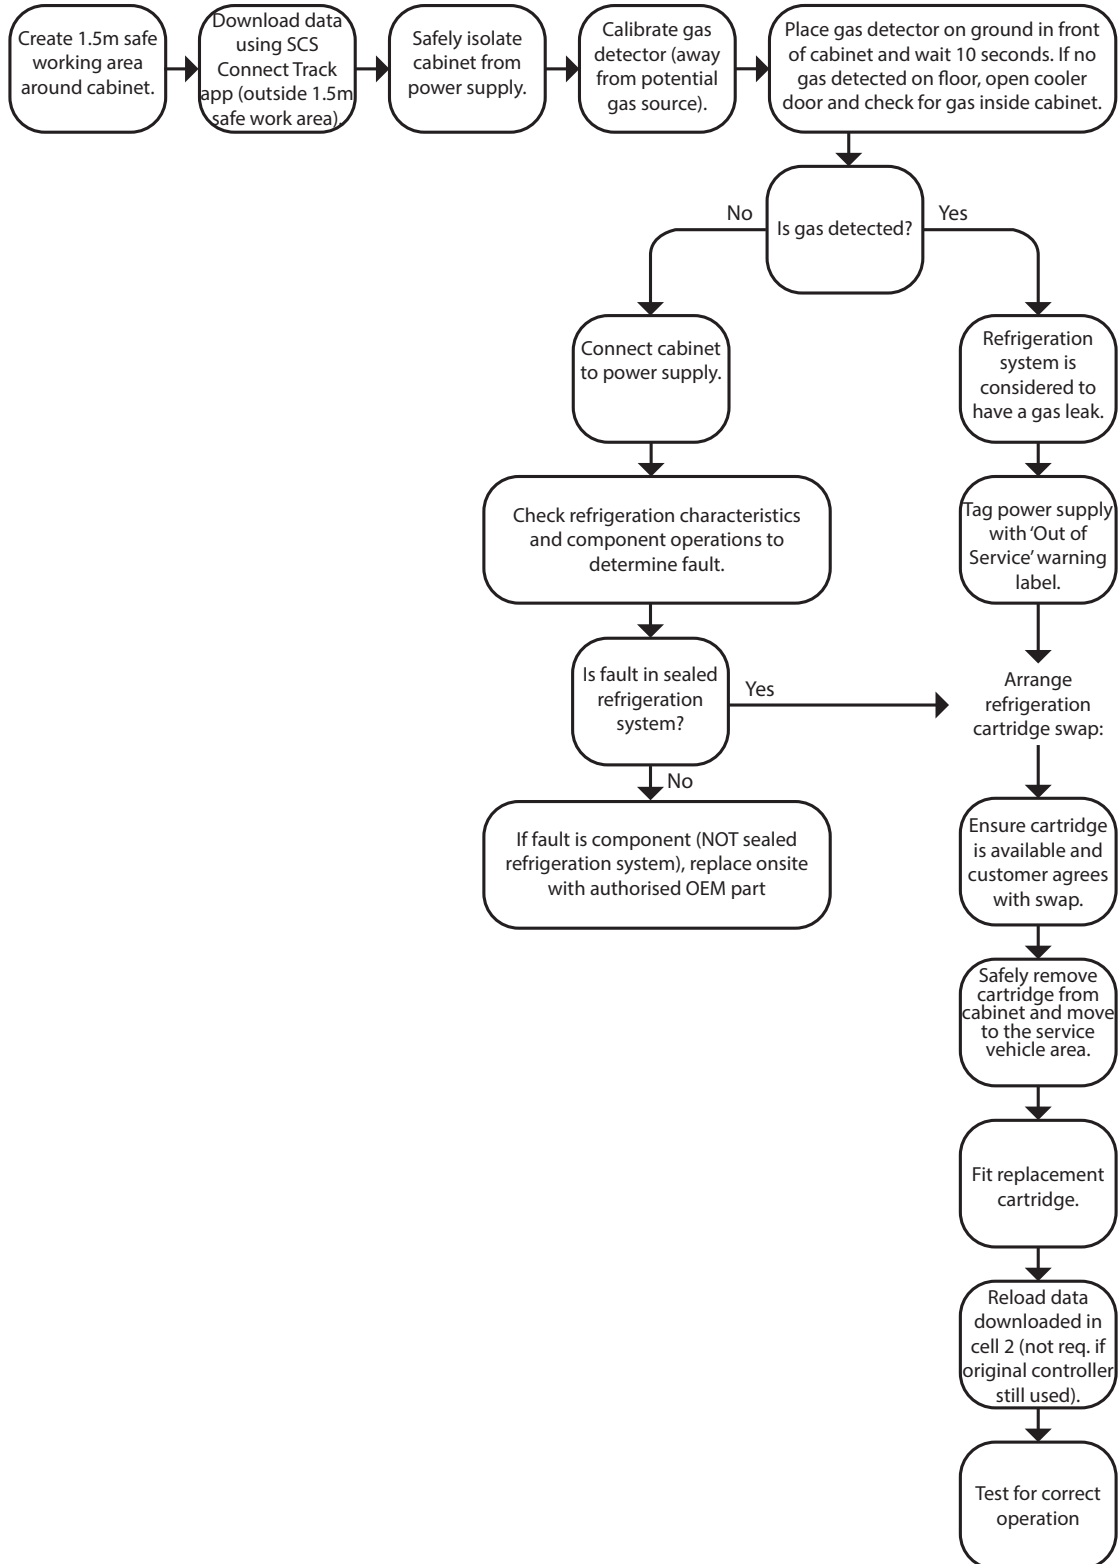 Create 1.5m safe
working area
around cabinet.
Download data
using SCS
Connect Track
app (outside 1.5m
safe work area).
Safely isolate
cabinet from
power supply.
Calibrate gas
detector (away
from potential
gas source).
Place gas detector on ground in front
of cabinet and wait 10 seconds. If no
gas detected on floor, open cooler
door and check for gas inside cabinet.
No
Is gas detected?
Yes
Connect cabinet
to power supply.
Refrigeration
system is
considered to
have a gas leak.
Check refrigeration characteristics
and component operations to
determine fault.
Tag power supply
with ‘Out of
Service’ warning
label.
Is fault in sealed
refrigeration
system?
Yes
Arrange
refrigeration
cartridge swap:
No
If fault is component (NOT sealed
refrigeration system), replace onsite
with authorised OEM part
Ensure cartridge
is available and
customer agrees
with swap.
Safely remove
cartridge from
cabinet and move
to the service
vehicle area.
Fit replacement
cartridge.
Reload data
downloaded in
cell 2 (not req. if
original controller
still used).
Test for correct
operation